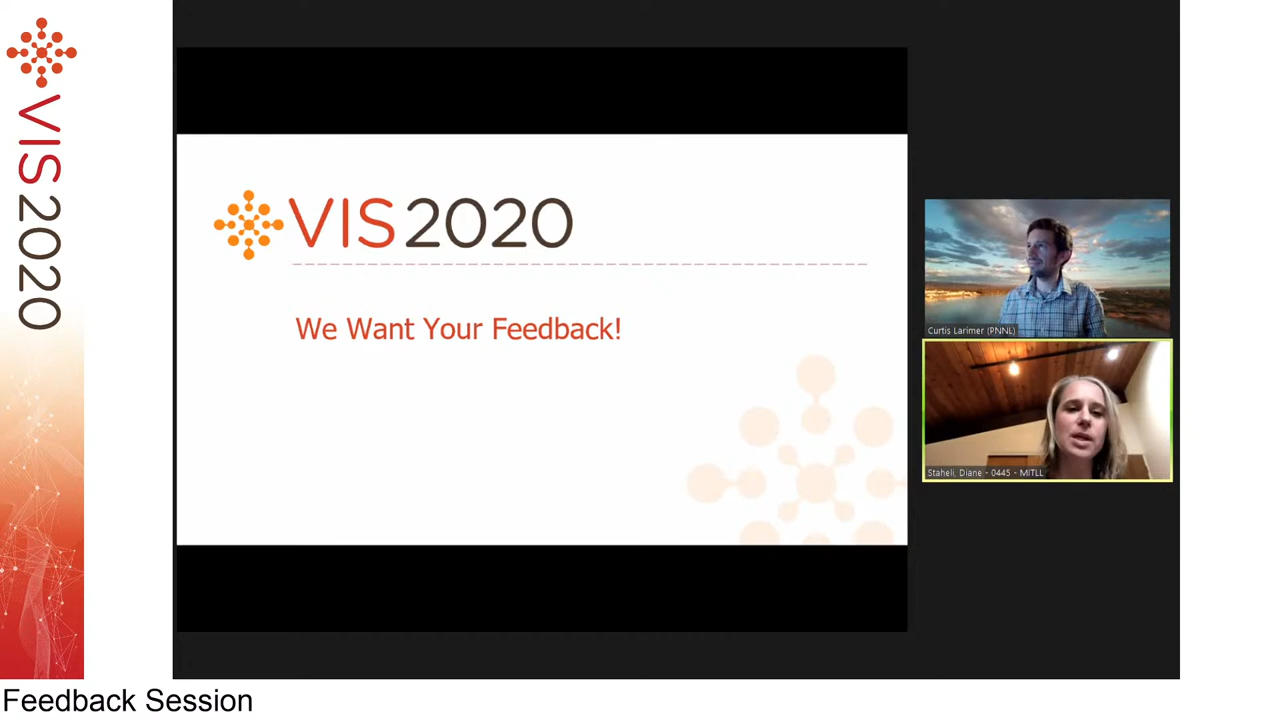 VIS2020
VIS2020
We Want Your Feedback!
Curtis Larimer (PNNL)
Staheli, Diane - 0445 - MITLL
Feedback Session